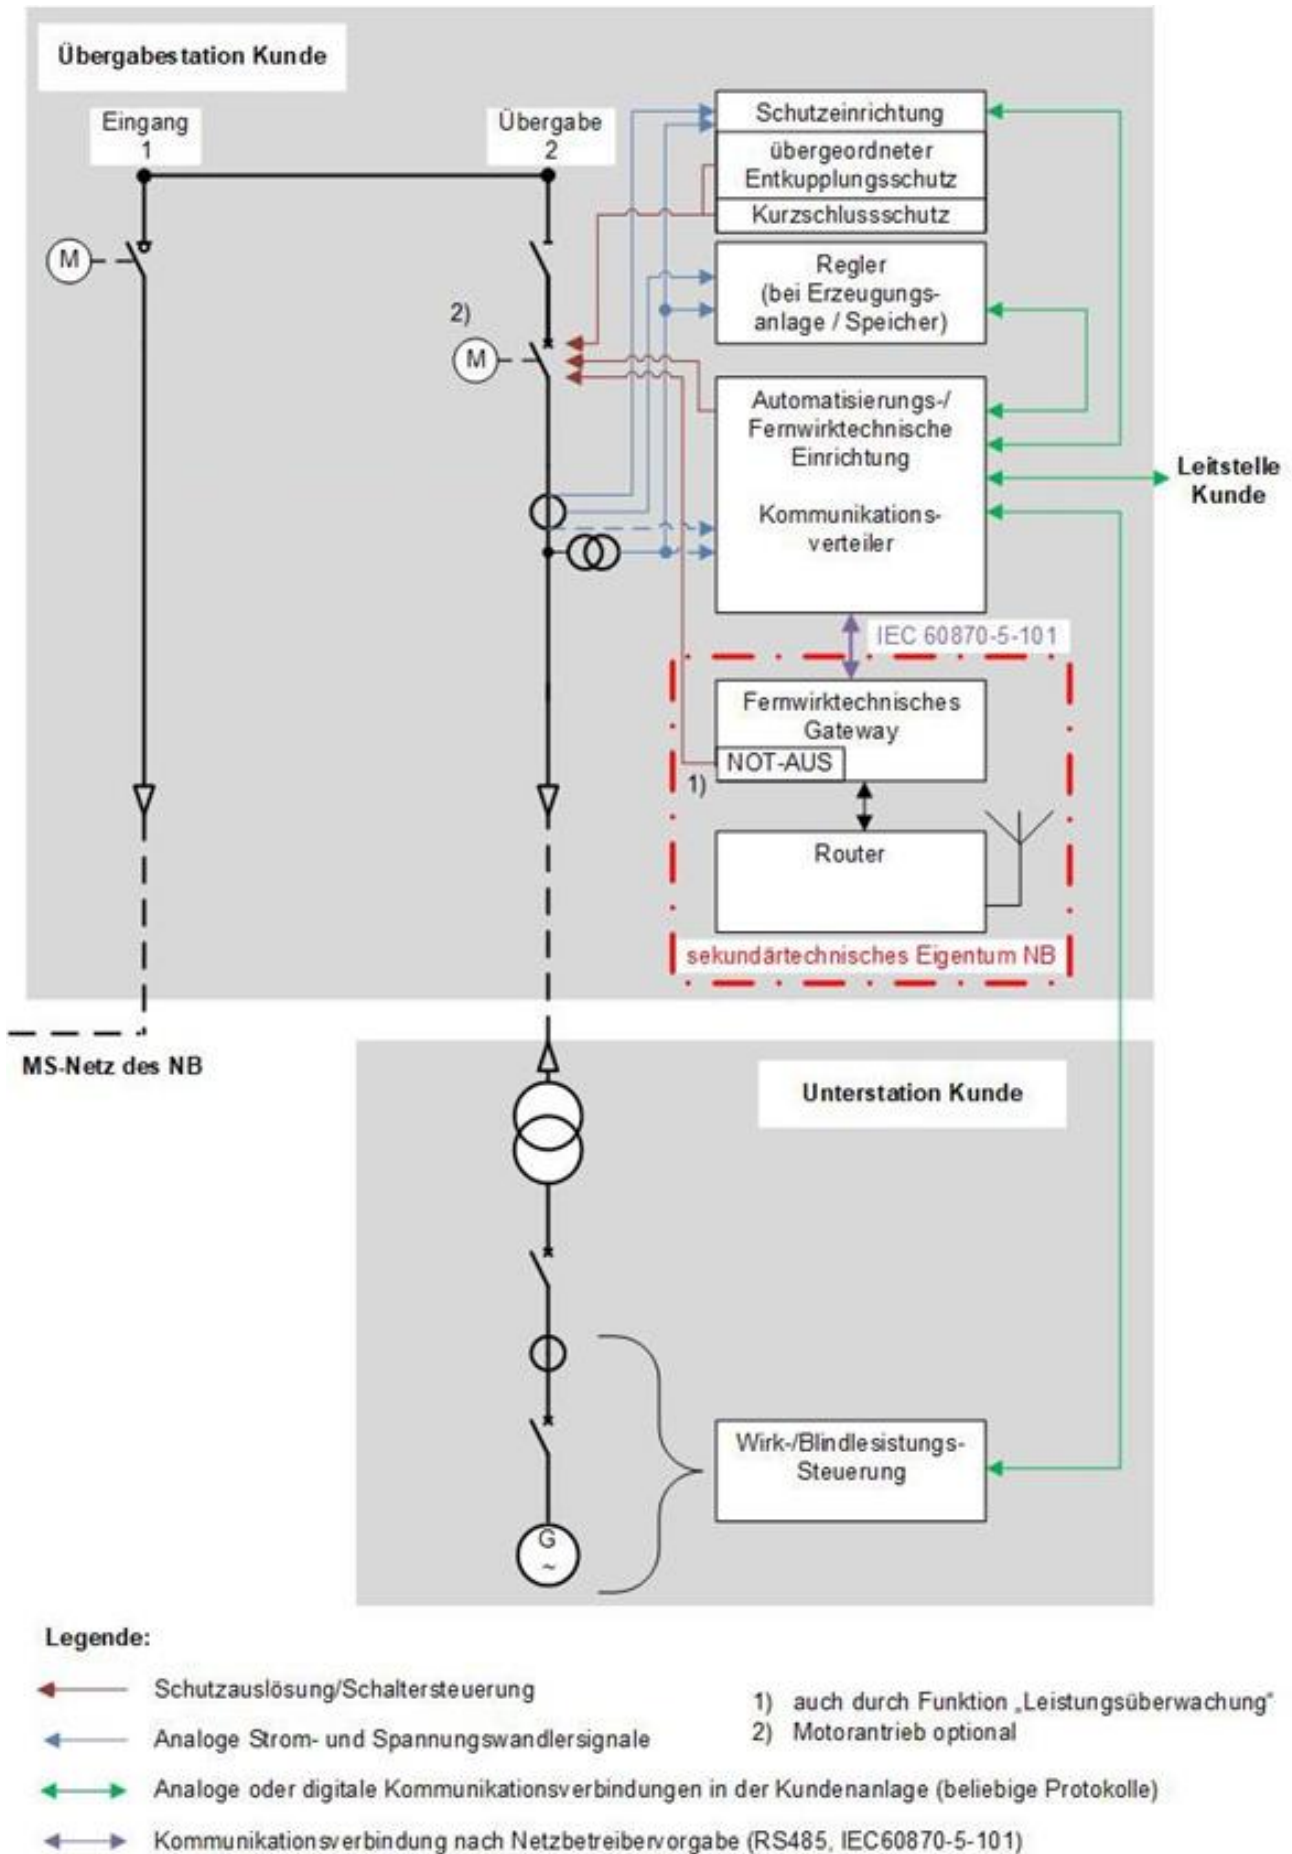 Übergabestation Kunde
Eingang
1
Übergabe
2
M
2)
M
Schutzeinrichtung
übergeordneter
Entkupplungsschutz
Kurzschlussschutz
Regler
(bei Erzeugungs-
anlage / Speicher)
Automatisierungs-/
Fernwirktechnische
Einrichtung
Kommunikations-
verteiler
Leitstelle
Kunde
IEC 60870-5-101
Fernwirktechnisches
Gateway
NOT-AUS
1)
Router
sekundärtechnisches Eigentum NB
MS-Netz des NB
Unterstation Kunde
Wirk-/Blindlesistungs-
Steuerung
G
~
Legende:
Schutzauslösung/Schaltersteuerung
Analoge Strom- und Spannungswandlersignale
Analoge oder digitale Kommunikationsverbindungen in der Kundenanlage (beliebige Protokolle)
Kommunikationsverbindung nach Netzbetreibervorgabe (RS485, IEC60870-5-101)
1) auch durch Funktion „Leistungsüberwachung“
2) Motorantrieb optional